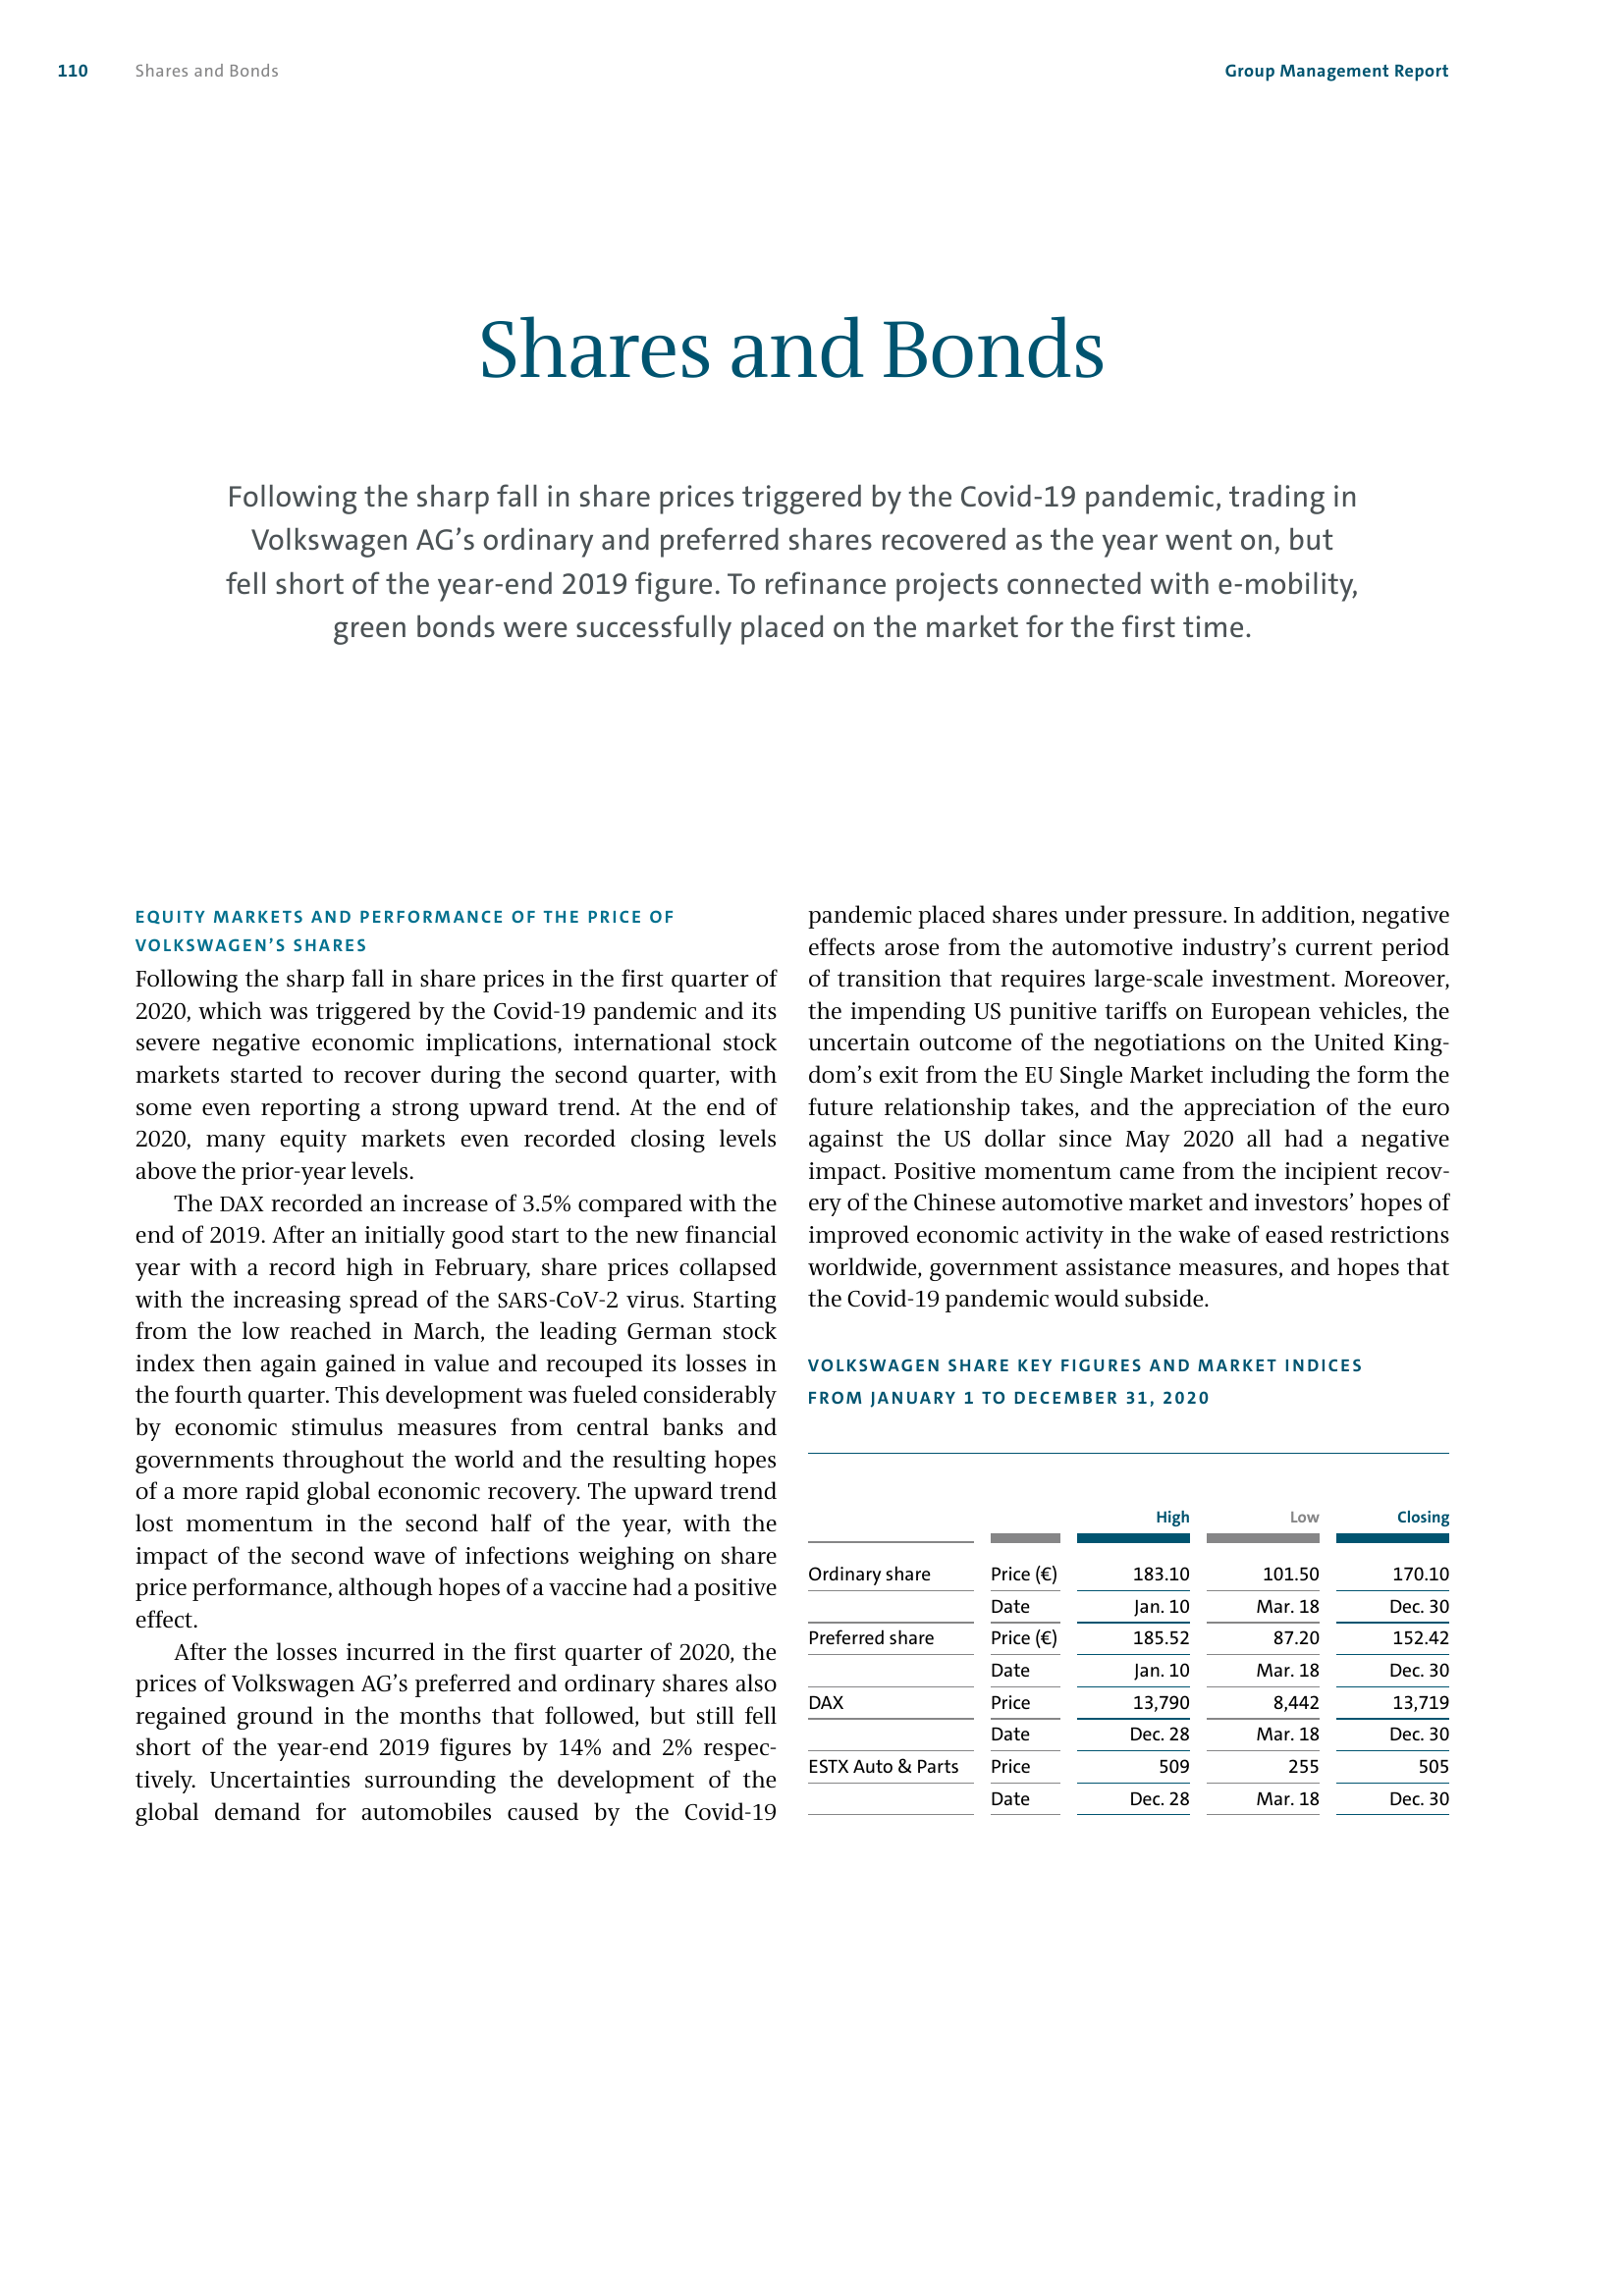 110 Shares and Bonds Group Management Report
Shares and Bonds
Following the sharp fall in share prices triggered by the Covid-19 pandemic, trading in
Volkswagen AG’s ordinary and preferred shares recovered as the year went on, but
fell short of the year-end 2019 figure. To refinance projects connected with e-mobility,
green bonds were successfully placed on the market for the first time.
EQUITY MARKETS AND PERFORMANCE OF THE PRICE OF
VOLKSWAGEN’S SHARES
Following the sharp fall in share prices in the first quarter of
2020, which was triggered by the Covid-19 pandemic and its
severe negative economic implications, international stock
markets started to recover during the second quarter, with
some even reporting a strong upward trend. At the end of
2020, many equity markets even recorded closing levels
above the prior-year levels.
The DAX recorded an increase of 3.5% compared with the
end of 2019. After an initially good start to the new financial
year with a record high in February, share prices collapsed
with the increasing spread of the SARS-CoV-2 virus. Starting
from the low reached in March, the leading German stock
index then again gained in value and recouped its losses in
the fourth quarter. This development was fueled considerably
by economic stimulus measures from central banks and
governments throughout the world and the resulting hopes
of a more rapid global economic recovery. The upward trend
lost momentum in the second half of the year, with the
impact of the second wave of infections weighing on share
price performance, although hopes of a vaccine had a positive
effect.
After the losses incurred in the first quarter of 2020, the
prices of Volkswagen AG’s preferred and ordinary shares also
regained ground in the months that followed, but still fell
short of the year-end 2019 figures by 14% and 2% respec-
tively. Uncertainties surrounding the development of the
global demand for automobiles caused by the Covid-19
pandemic placed shares under pressure. In addition, negative
effects arose from the automotive industry’s current period
of transition that requires large-scale investment. Moreover,
the impending US punitive tariffs on European vehicles, the
uncertain outcome of the negotiations on the United King-
dom’s exit from the EU Single Market including the form the
future relationship takes, and the appreciation of the euro
against the US dollar since May 2020 all had a negative
impact. Positive momentum came from the incipient recov-
ery of the Chinese automotive market and investors’ hopes of
improved economic activity in the wake of eased restrictions
worldwide, government assistance measures, and hopes that
the Covid-19 pandemic would subside.
VOLKSWAGEN SHARE KEY FIGURES AND MARKET INDICES
FROM JANUARY 1 TO DECEMBER 31, 2020
High Low Closing
Ordinary share Price (€) 183.10 101.50 170.10
Date Jan. 10 Mar. 18 Dec. 30
Preferred share Price (€) 185.52 87.20 152.42
Date Jan. 10 Mar. 18 Dec. 30
DAX Price 13,790 8,442 13,719
Date Dec. 28 Mar. 18 Dec. 30
ESTX Auto & Parts Price 509 255 505
Date Dec. 28 Mar. 18 Dec. 30